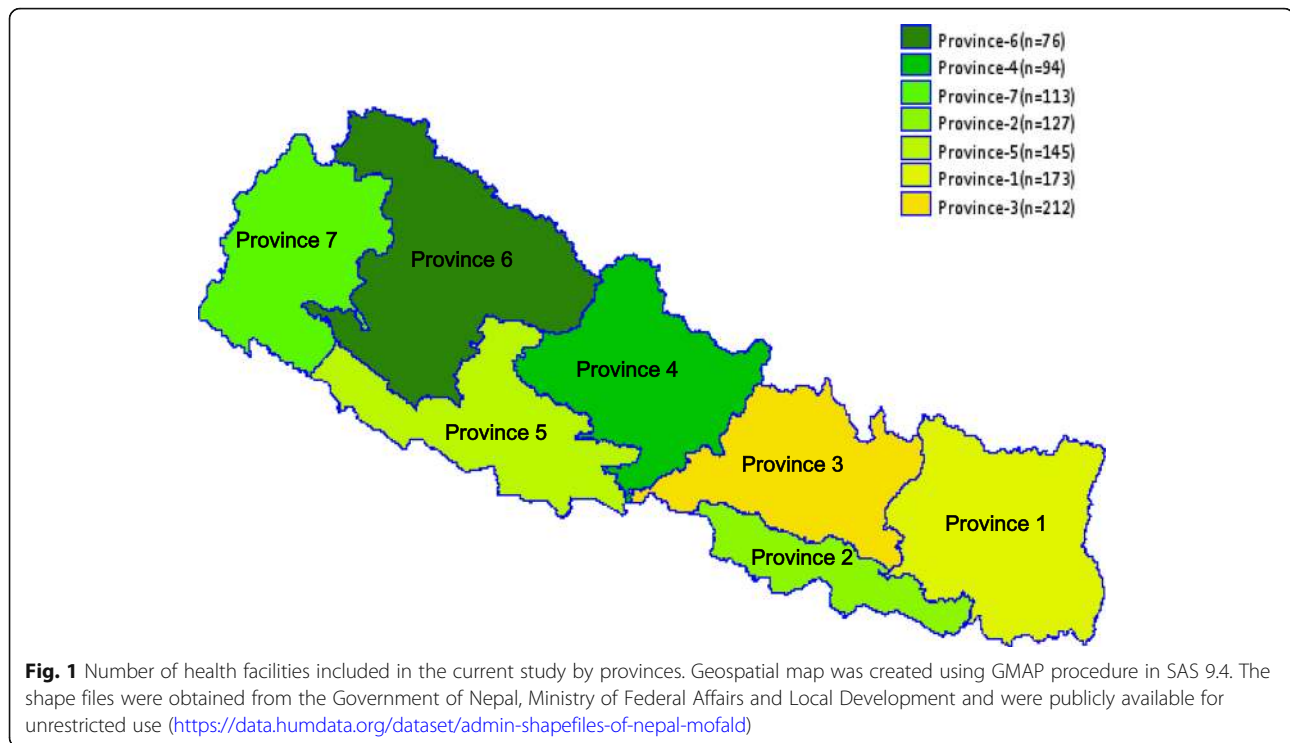 Province-6(n=76)
Province-4(n=94)
Province-7(n=113)
Province-2(n=127)
Province-5(n=145)
Province-1(n=173)
Province-3(n=212)
Province 7
Province 6
Province 4
Province 5
Province 3
Province 1
Province 2
Fig. 1 Number of health facilities included in the current study by provinces. Geospatial map was created using GMAP procedure in SAS 9.4. The
shape files were obtained from the Government of Nepal, Ministry of Federal Affairs and Local Development and were publicly available for
unrestricted use (https://data.humdata.org/dataset/admin-shapefiles-of-nepal-mofald)